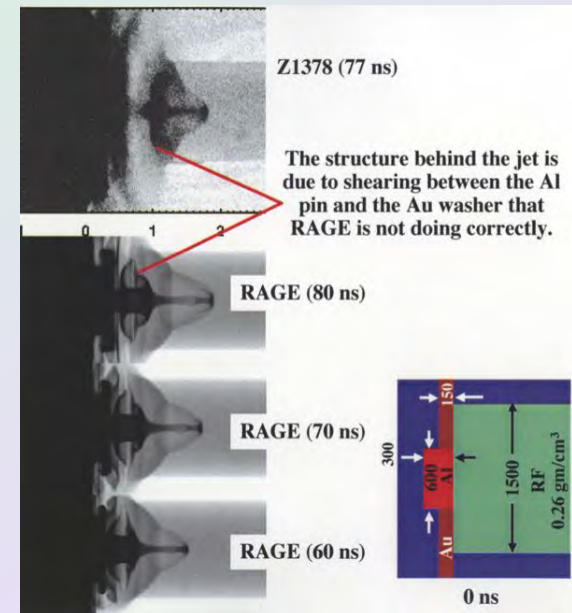 Z1378 (77 ns)
The structure behind the jet is
due to shearing between the Al
pin and the Au washer that
RAGE is not doing correctly.
0 1 2
RAGE (80 ns)
RAGE (70 ns)
RAGE (60 ns)
150
300
600
Al
1500
RF
0.26 gm/cm³
Au
0 ns